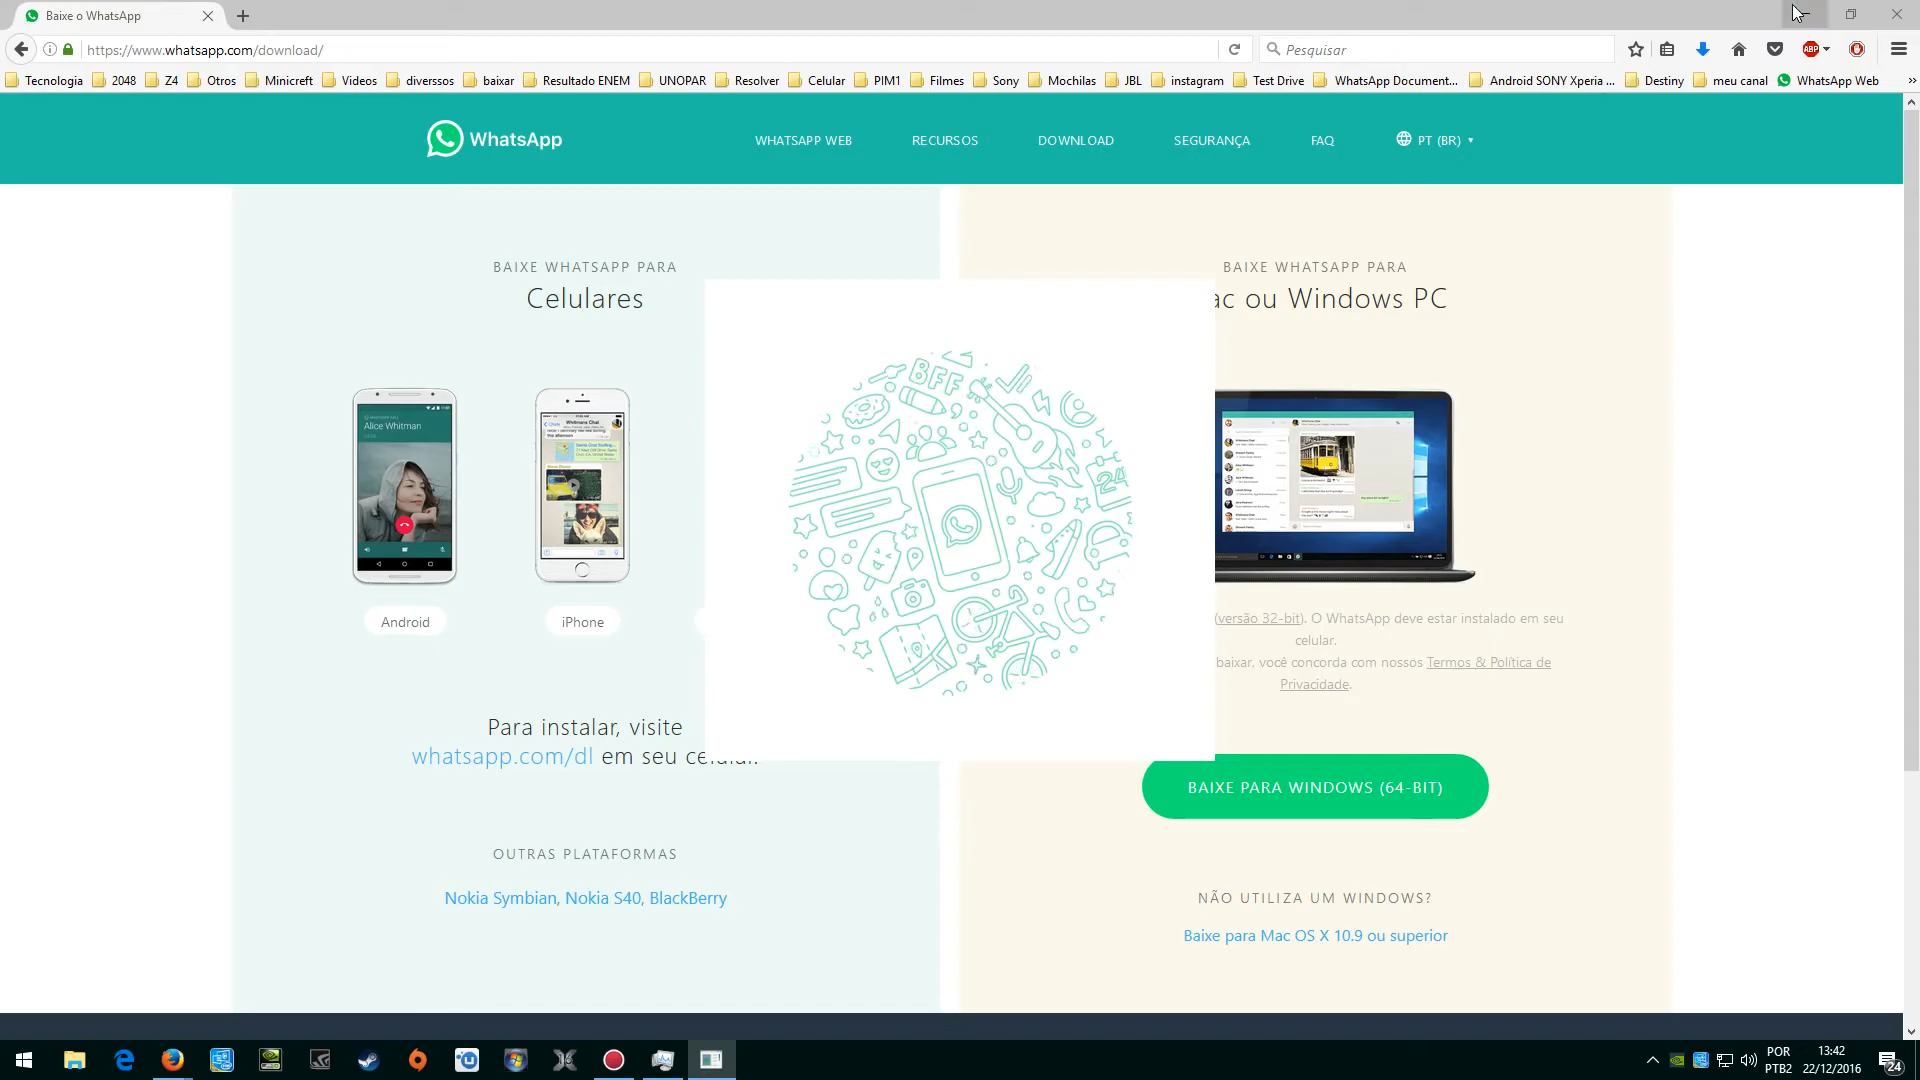 Baixe o WhatsApp
https://www.whatsapp.com/download/
Pesquisar
ABP
Tecnologia 2048 Z4 Otros Minicreft Videos diverssos baixar Resultado ENEM UNOPAR Resolver Celular PIM1 Filmes Sony Mochilas JBL instagram Test Drive WhatsApp Document... Android SONY Xperia ... Destiny meu canal WhatsApp Web
WhatsApp
WHATSAPP WEB RECURSOS DOWNLOAD SEGURANÇA FAQ PT (BR)
BAIXE WHATSAPP PARA
Celulares
Alice Whitman
Android
iPhone
Para instalar, visite
whatsapp.com/dl em seu celular.
OUTRAS PLATAFORMAS
Nokia Symbian, Nokia S40, BlackBerry
BFF
24
BAIXE WHATSAPP PARA
ac ou Windows PC
(versão 32-bit). O WhatsApp deve estar instalado em seu
celular.
baixar, você concorda com nossos Termos & Política de
Privacidade.
BAIXE PARA WINDOWS (64-BIT)
NÃO UTILIZA UM WINDOWS?
Baixe para Mac OS X 10.9 ou superior
POR
PTB2
13:42
22/12/2016
24